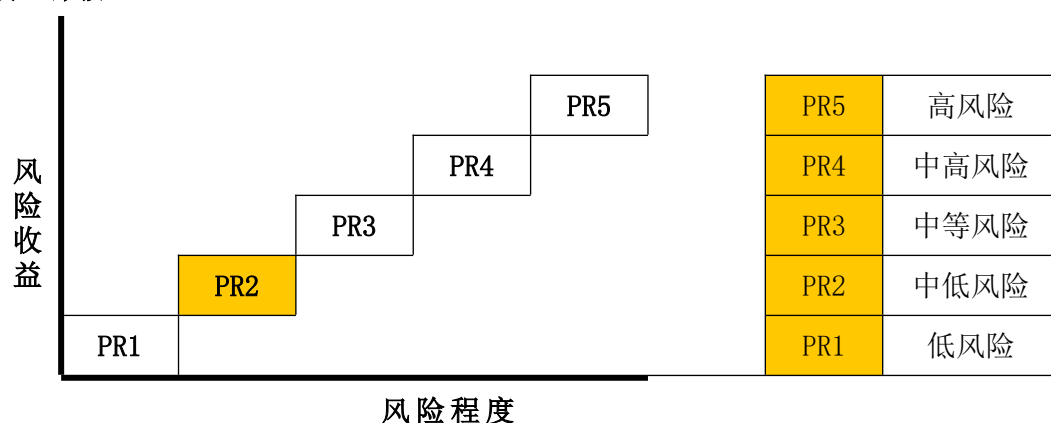 PR5
PR4
PR3
PR2
PR1
风险收益
风险程度
PR5 高风险
PR4 中高风险
PR3 中等风险
PR2 中低风险
PR1 低风险